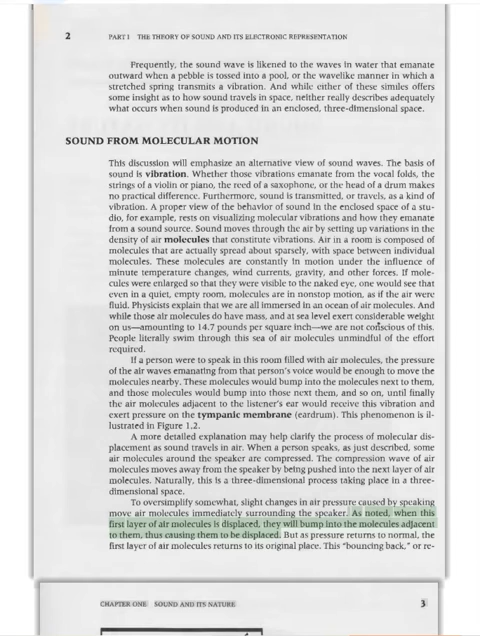 2 PART I THE THEORY OF SOUND AND ITS ELECTRONIC REPRESENTATION
Frequently, the sound wave is likened to the waves in water that emanate
outward when a pebble is tossed into a pool, or the wavelike manner in which a
stretched spring transmits a vibration. And while either of these similes offers
some insight as to how sound travels in space, neither really describes adequately
what occurs when sound is produced in an enclosed, three-dimensional space.
SOUND FROM MOLECULAR MOTION
This discussion will emphasize an alternative view of sound waves. The basis of
sound is vibration. Whether those vibrations emanate from the vocal folds, the
strings of a violin or piano, the reed of a saxophone, or the head of a drum makes
no practical difference. Furthermore, sound is transmitted, or travels, as a kind of
vibration. A proper view of the behavior of sound in the enclosed space of a stu-
dio, for example, rests on visualizing molecular vibrations and how they emanate
from a sound source. Sound moves through the air by setting up variations in the
density of air molecules that constitute vibrations. Air in a room is composed of
molecules that are actually spread about sparsely, with space between individual
molecules. These molecules are constantly in motion under the influence of
minute temperature changes, wind currents, gravity, and other forces. If mole-
cules were enlarged so that they were visible to the naked eye, one would see that
even in a quiet, empty room, molecules are in nonstop motion, as if the air were
fluid. Physicists explain that we are all immersed in an ocean of air molecules. And
while those air molecules do have mass, and at sea level exert considerable weight
on us—amounting to 14.7 pounds per square inch—we are not conscious of this.
People literally swim through this sea of air molecules unmindful of the effort
required.
If a person were to speak in this room filled with air molecules, the pressure
of the air waves emanating from that person's voice would be enough to move the
molecules nearby. These molecules would bump into the molecules next to them,
and those molecules would bump into those next them, and so on, until finally
the air molecules adjacent to the listener's ear would receive this vibration and
exert pressure on the tympanic membrane (eardrum). This phenomenon is il-
lustrated in Figure 1.2.
A more detailed explanation may help clarify the process of molecular dis-
placement as sound travels in air. When a person speaks, as just described, some
air molecules around the speaker are compressed. The compression wave of air
molecules moves away from the speaker by being pushed into the next layer of air
molecules. Naturally, this is a three-dimensional process taking place in a three-
dimensional space.
To oversimplify somewhat, slight changes in air pressure caused by speaking
move air molecules immediately surrounding the speaker. As noted, when this
first layer of air molecules is displaced, they will bump into the molecules adjacent
to them, thus causing them to be displaced. But as pressure returns to normal, the
first layer of air molecules returns to its original place. This "bouncing back," or re-
CHAPTER ONE SOUND AND ITS NATURE 3